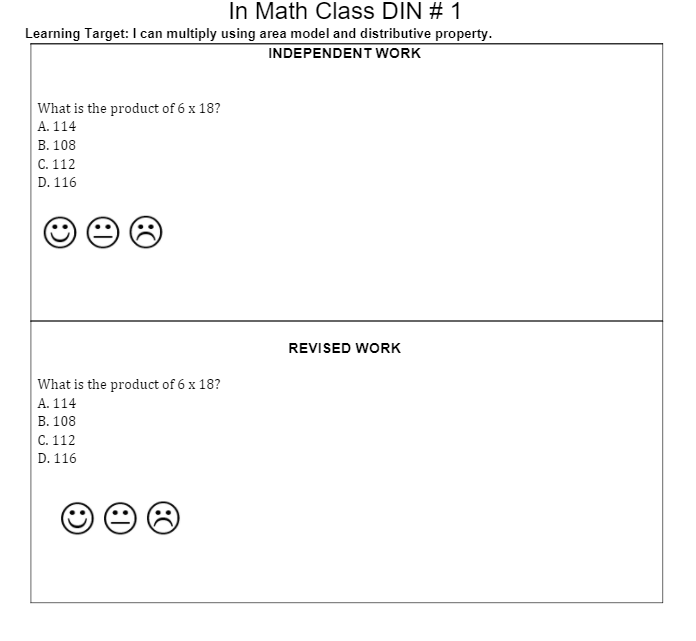 In Math Class DIN # 1
Learning Target: I can multiply using area model and distributive property.
INDEPENDENT WORK
What is the product of 6 x 18?
A. 114
B. 108
C. 112
D. 116
REVISED WORK
What is the product of 6 x 18?
A. 114
B. 108
C. 112
D. 116